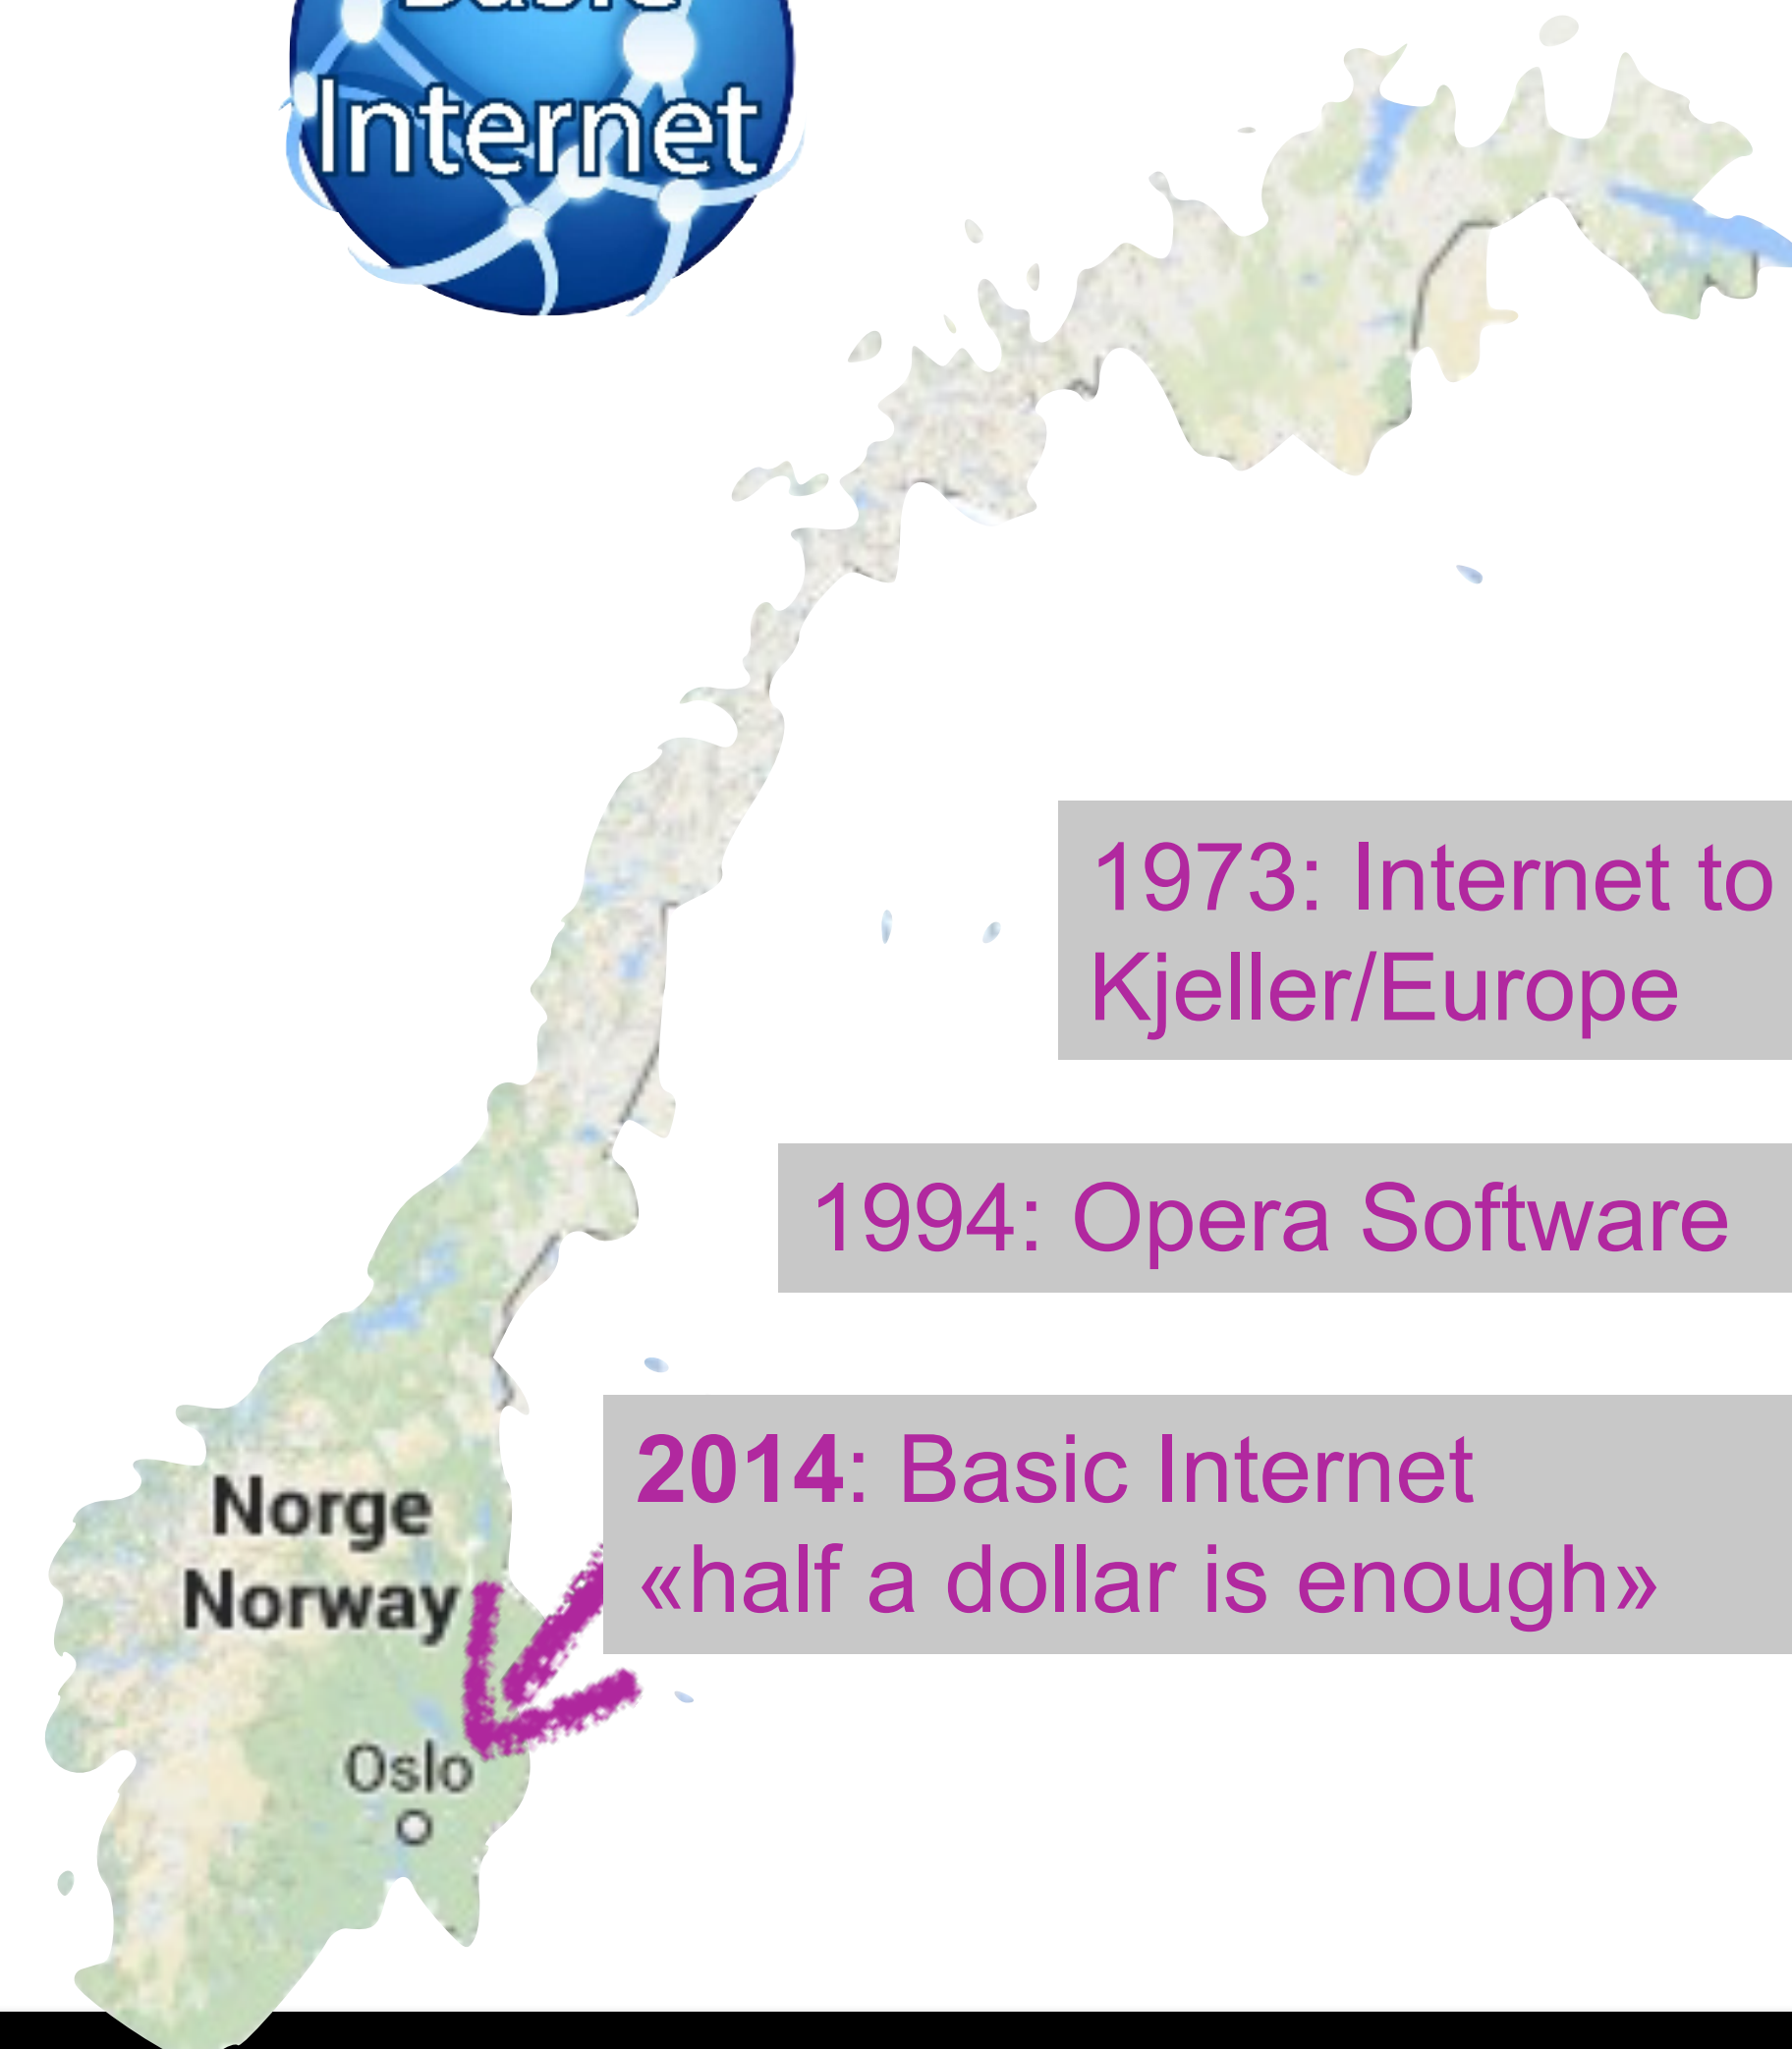 Internet
1973: Internet to
Kjeller/Europe
1994: Opera Software
2014: Basic Internet
«half a dollar is enough»
Norge
Norway
Oslo